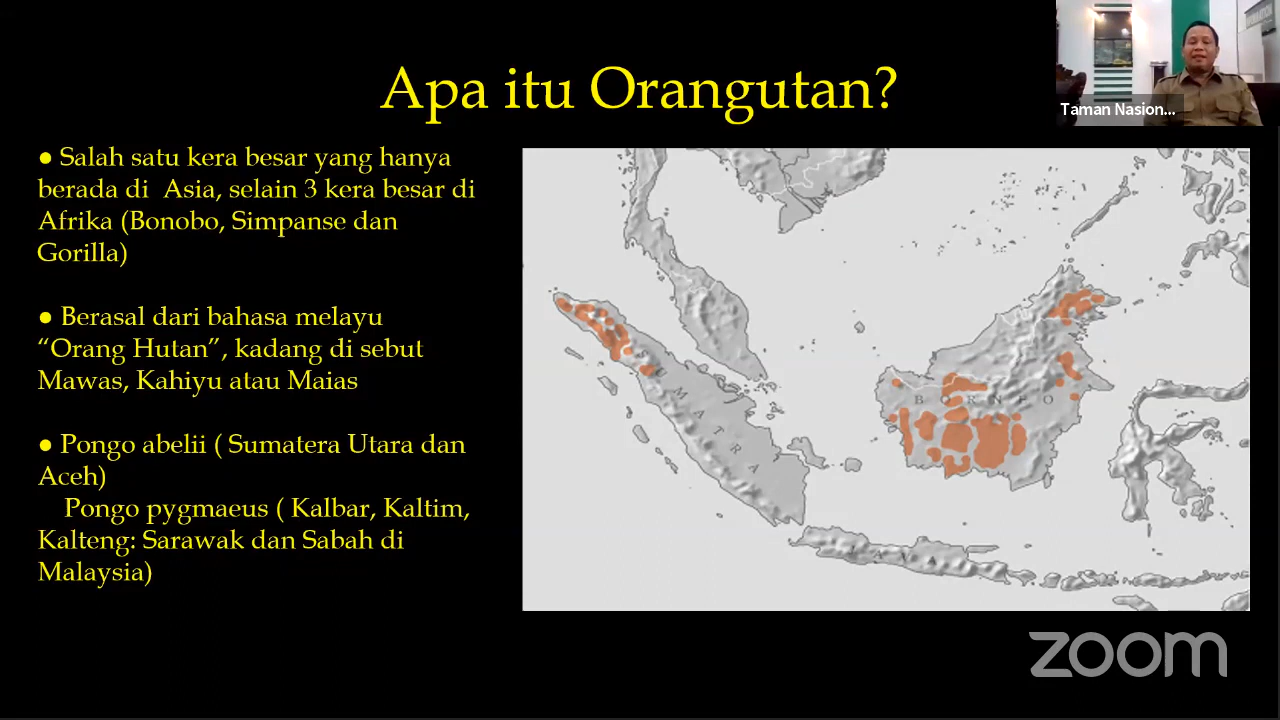 Apa itu Orangutan?
Taman Nasion...
● Salah satu kera besar yang hanya
berada di  Asia, selain 3 kera besar di
Afrika (Bonobo, Simpanse dan
Gorilla)
● Berasal dari bahasa melayu
“Orang Hutan”, kadang di sebut
Mawas, Kahiyu atau Maias
● Pongo abelii ( Sumatera Utara dan
Aceh)
Pongo pygmaeus ( Kalbar, Kaltim,
Kalteng: Sarawak dan Sabah di
Malaysia)
BORNEO
SUMATRA
JAVA
zoom